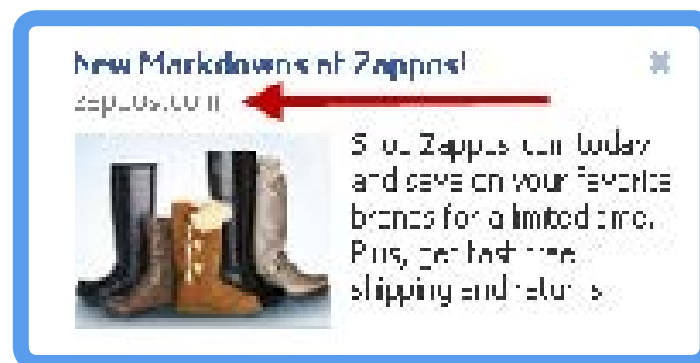 New Markdowns at Zappos!
zappos.com
Shop Zappos.com today
and save on your favorite
brands for a limited time.
Plus, get fast free
shipping and returns